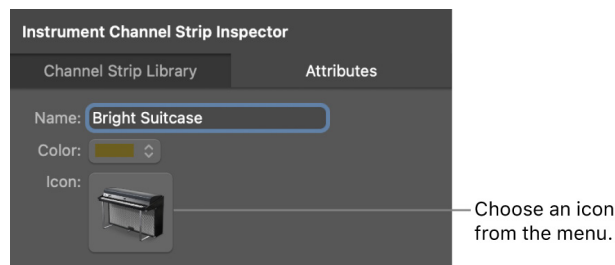 Instrument Channel Strip Inspector
Channel Strip Library Attributes
Name: Bright Suitcase
Color:
Icon:
Choose an icon
from the menu.